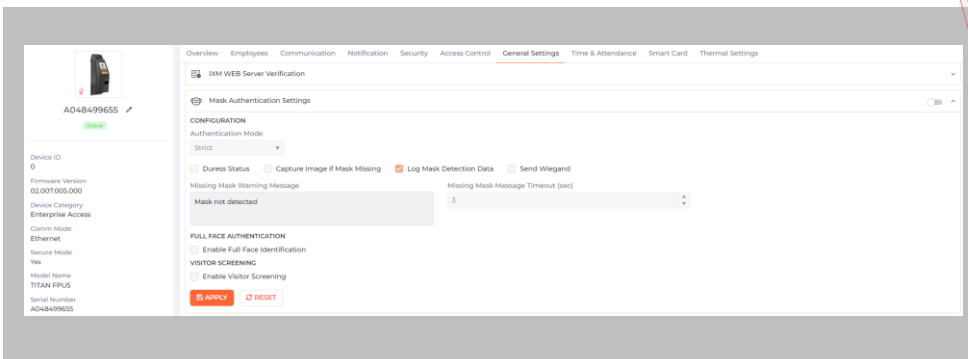 Overview Employees Communication Notification Security Access Control General Settings Time & Attendance Smart Card Thermal Settings
IXM WEB Server Verification
Mask Authentication Settings
A048499655
Online
CONFIGURATION
Authentication Mode
Strict
Duress Status Capture Image if Mask Missing Log Mask Detection Data Send Wiegand
Missing Mask Warning Message Missing Mask Message Timeout (sec)
Mask not detected 3
FULL FACE AUTHENTICATION
Enable Full Face Identification
VISITOR SCREENING
Enable Visitor Screening
APPLY RESET
Device ID
0
Firmware Version
02.007.005.000
Device Category
Enterprise Access
Comm Mode
Ethernet
Secure Mode
Yes
Model Name
TITAN FPU5
Serial Number
A048499655